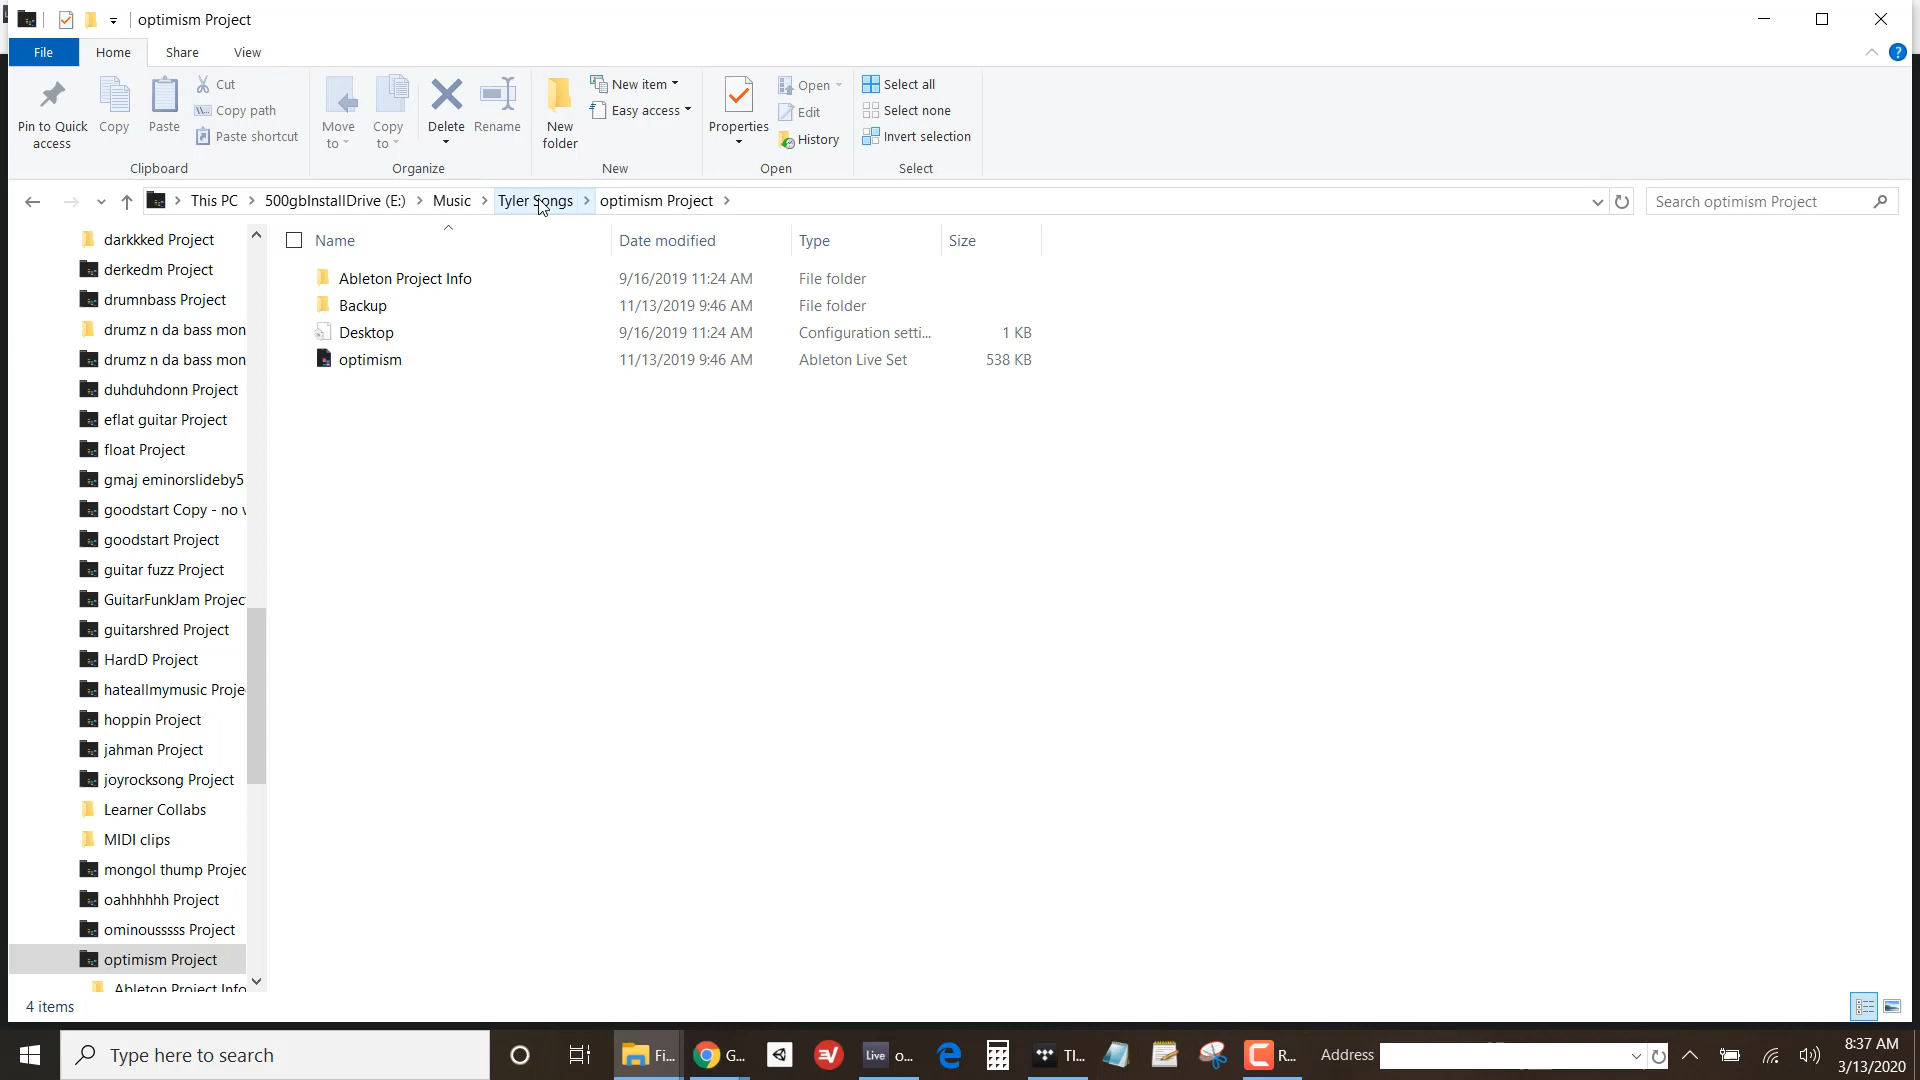 optimism Project
File Home Share View
Pin to Quick access
Copy
Paste
Cut
Copy path
Paste shortcut
Clipboard
Move to
Copy to
Delete
Rename
Organize
New folder
New item
Easy access
New
Properties
Open
Edit
History
Open
Select all
Select none
Invert selection
Select
This PC > 500gbInstallDrive (E:) > Music > Tyler Songs > optimism Project >
Search optimism Project
Name Date modified Type Size
Ableton Project Info 9/16/2019 11:24 AM File folder
Backup 11/13/2019 9:46 AM File folder
Desktop 9/16/2019 11:24 AM Configuration setti... 1 KB
optimism 11/13/2019 9:46 AM Ableton Live Set 538 KB
darkkked Project
derkedm Project
drumnbass Project
drumz n da bass mon
drumz n da bass mon
duhduhdonn Project
eflat guitar Project
float Project
gmaj eminorslideby5
goodstart Copy - no v
goodstart Project
guitar fuzz Project
GuitarFunkJam Projec
guitarshred Project
HardD Project
hateallmymusic Proje
hoppin Project
jahman Project
joyrocksong Project
Learner Collabs
MIDI clips
mongol thump Projec
oahhhhhh Project
ominousssss Project
optimism Project
Ableton Project Info
4 items
Type here to search
Fi...
G...
Live o...
TI...
R...
Address
8:37 AM
3/13/2020